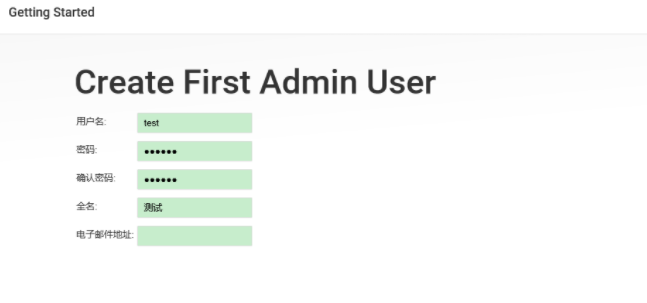 Getting Started
Create First Admin User
用户名: test
密码: ••••••
确认密码: ••••••
全名: 测试
电子邮件地址: